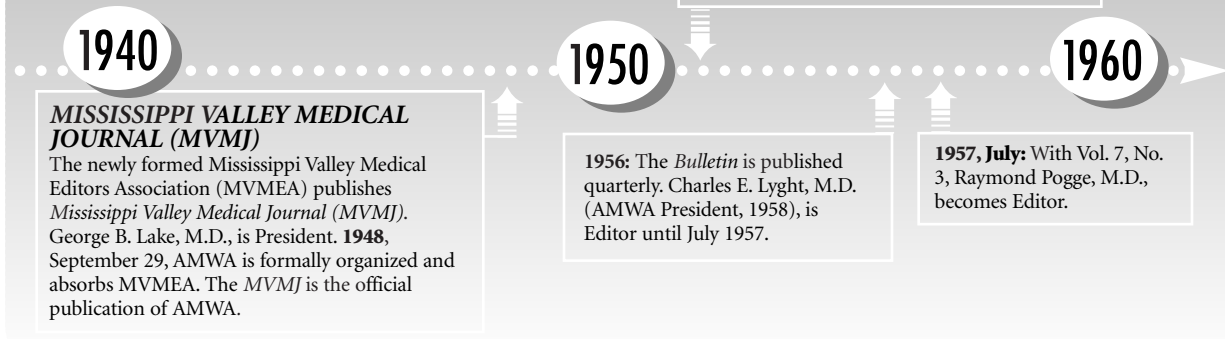 1940
1950
1960
MISSISSIPPI VALLEY MEDICAL
JOURNAL (MVMJ)
The newly formed Mississippi Valley Medical
Editors Association (MVMEA) publishes
Mississippi Valley Medical Journal (MVMJ).
George B. Lake, M.D., is President. 1948,
September 29, AMWA is formally organized and
absorbs MVMEA. The MVMJ is the official
publication of AMWA.
1956: The Bulletin is published
quarterly. Charles E. Lyght, M.D.
(AMWA President, 1958), is
Editor until July 1957.
1957, July: With Vol. 7, No.
3, Raymond Pogge, M.D.,
becomes Editor.